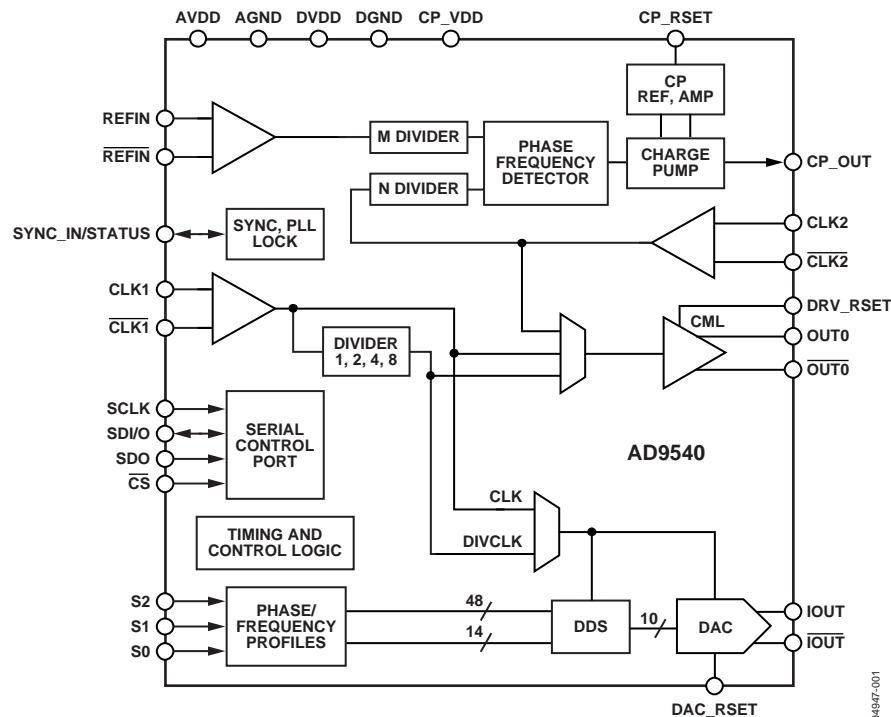 AVDD AGND DVDD DGND CP_VDD CP_RSET
CP
REF, AMP
REFIN
REFIN
M DIVIDER
N DIVIDER
PHASE
FREQUENCY
DETECTOR
CHARGE
PUMP
CP_OUT
SYNC_IN/STATUS
SYNC, PLL
LOCK
CLK2
CLK2
CLK1
CLK1
DIVIDER
1, 2, 4, 8
CML
DRV_RSET
OUT0
OUT0
SCLK
SDI/O
SDO
CS
SERIAL
CONTROL
PORT
AD9540
CLK
DIVCLK
TIMING AND
CONTROL LOGIC
S2
S1
S0
PHASE/
FREQUENCY
PROFILES
48
14
DDS
10
DAC
IOUT
IOUT
DAC_RSET
04947-001